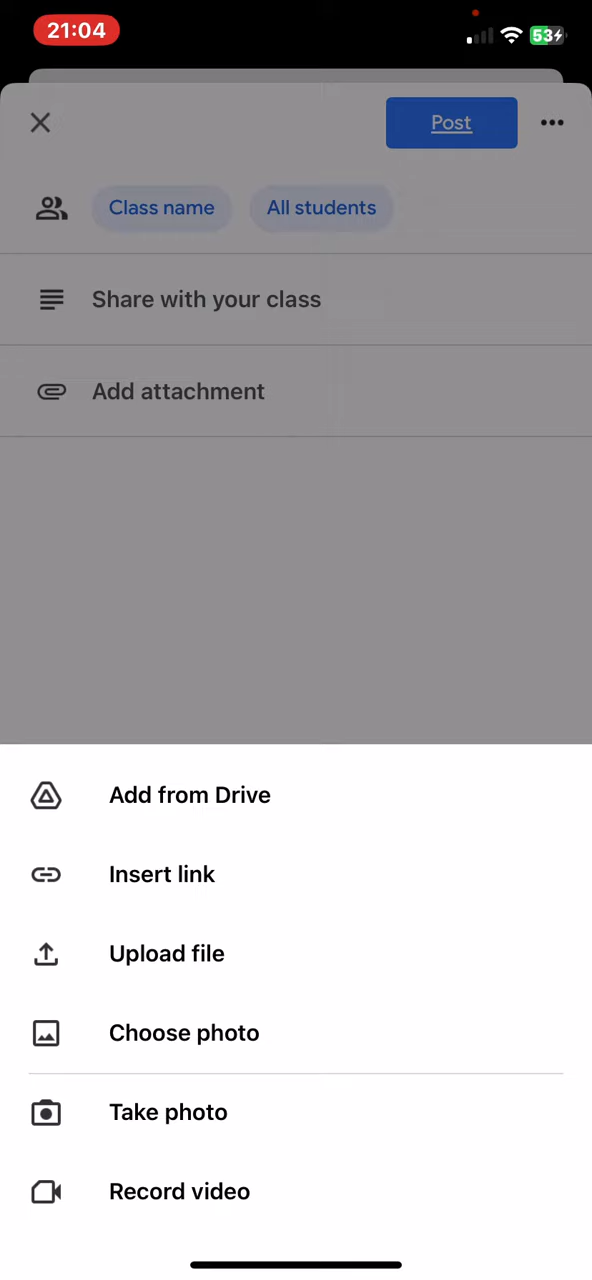 21:04
53
Post
Class name
All students
Share with your class
Add attachment
Add from Drive
Insert link
Upload file
Choose photo
Take photo
Record video